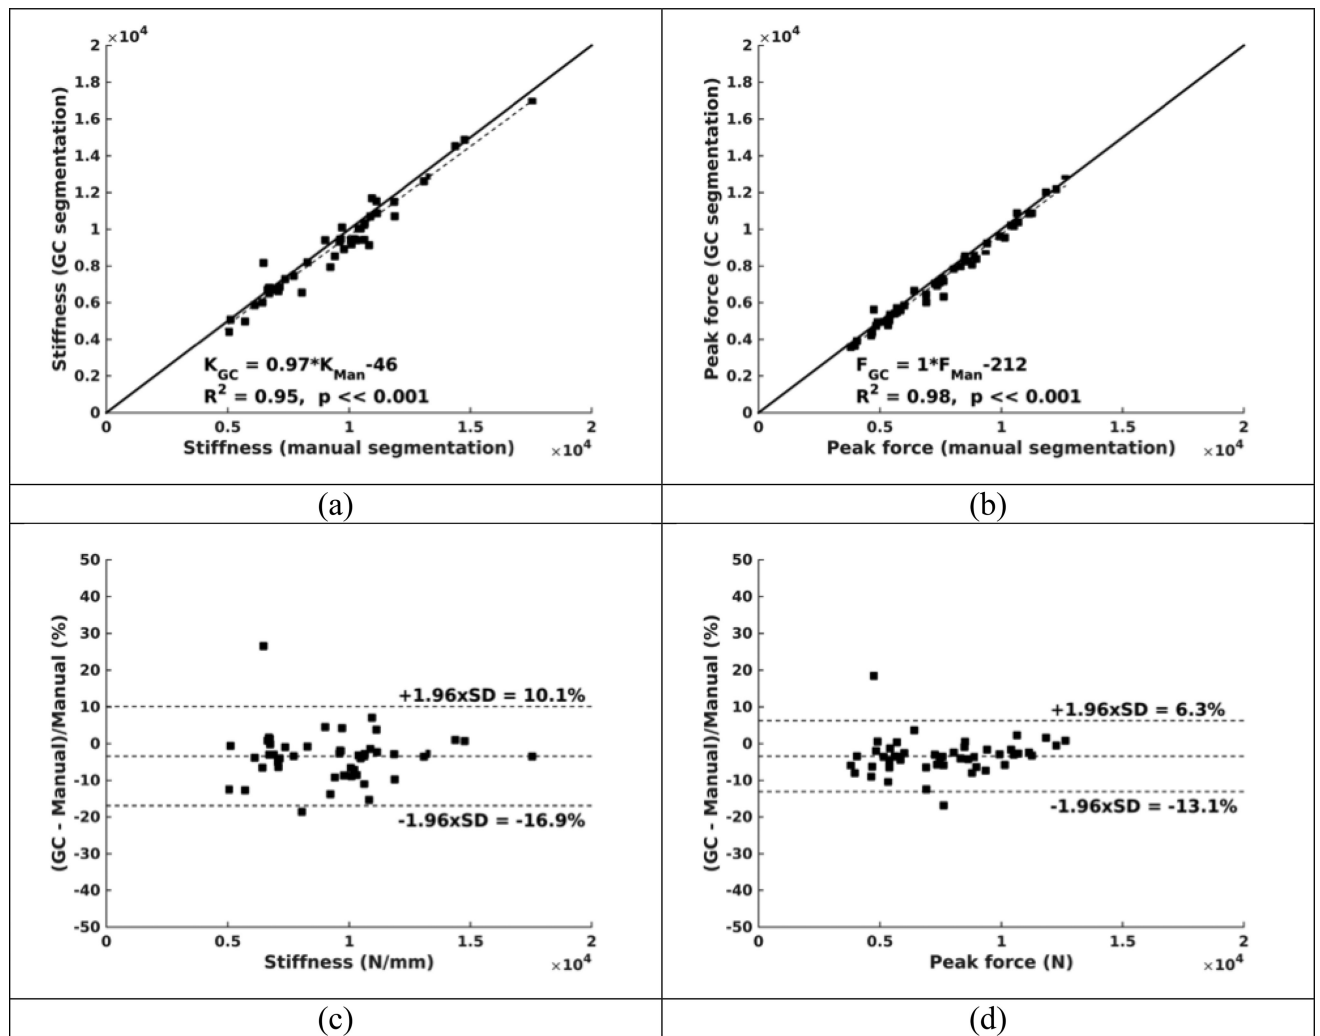 ×10⁴
2
1.8
1.6
1.4
1.2
1
0.8
0.6
0.4
0.2
0
Stiffness (GC segmentation)
K_GC = 0.97*K_Man-46
R² = 0.95, p << 0.001
0 0.5 1 1.5 2
Stiffness (manual segmentation) ×10⁴
×10⁴
2
1.8
1.6
1.4
1.2
1
0.8
0.6
0.4
0.2
0
Peak force (GC segmentation)
F_GC = 1*F_Man-212
R² = 0.98, p << 0.001
0 0.5 1 1.5 2
Peak force (manual segmentation) ×10⁴
(a)
(b)
50
40
30
20
10
0
-10
-20
-30
-40
-50
(GC - Manual)/Manual (%)
+1.96xSD = 10.1%
-1.96xSD = -16.9%
0 0.5 1 1.5 2
Stiffness (N/mm) ×10⁴
50
40
30
20
10
0
-10
-20
-30
-40
-50
(GC - Manual)/Manual (%)
+1.96xSD = 6.3%
-1.96xSD = -13.1%
0 0.5 1 1.5 2
Peak force (N) ×10⁴
(c)
(d)